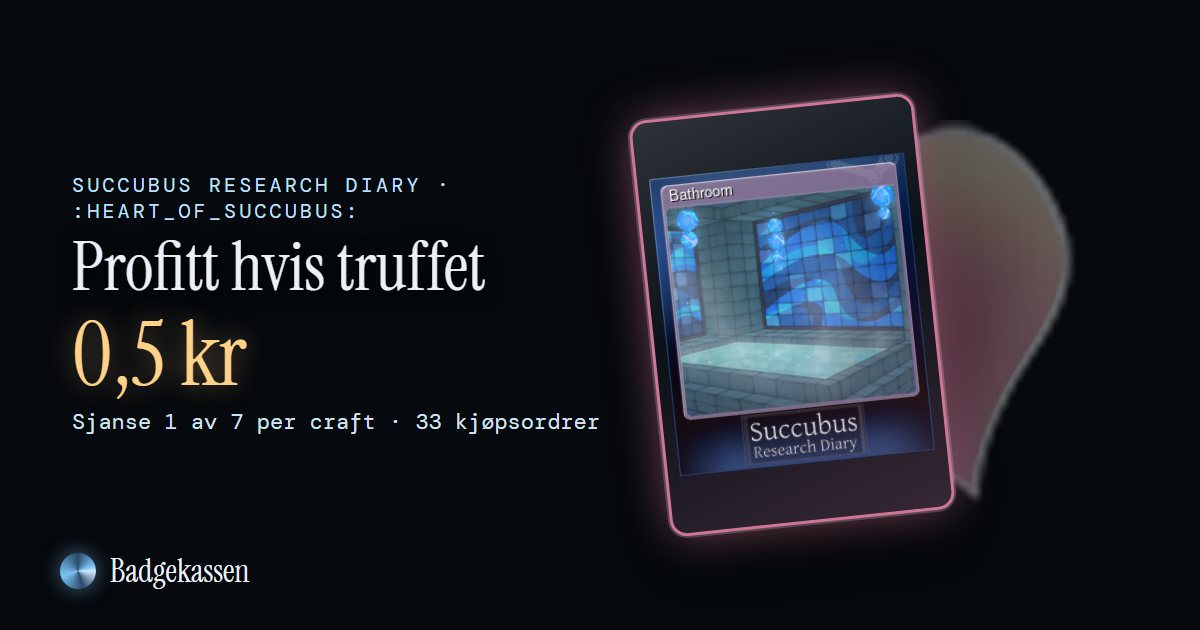 SUCCUBUS RESEARCH DIARY ·
:HEART_OF_SUCCUBUS:
Profitt hvis truffet
0,5 kr
Sjanse 1 av 7 per craft · 33 kjøpsordrer
Bathroom
Succubus
Research Diary
Badgekassen